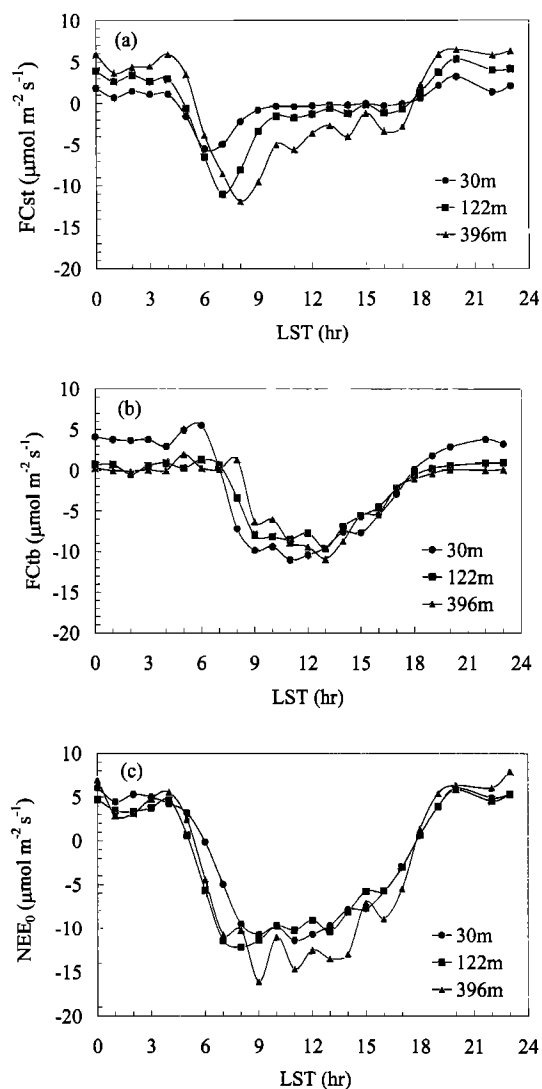 (a)
10
5
0
-5
-10
-15
-20
FCst (μmol m⁻² s⁻¹)
30m
122m
396m
0 3 6 9 12 15 18 21 24
LST (hr)
(b)
10
5
0
-5
-10
-15
-20
FCtb (μmol m⁻² s⁻¹)
30m
122m
396m
0 3 6 9 12 15 18 21 24
LST (hr)
(c)
10
5
0
-5
-10
-15
-20
NEE₀ (μmol m⁻² s⁻¹)
30m
122m
396m
0 3 6 9 12 15 18 21 24
LST (hr)